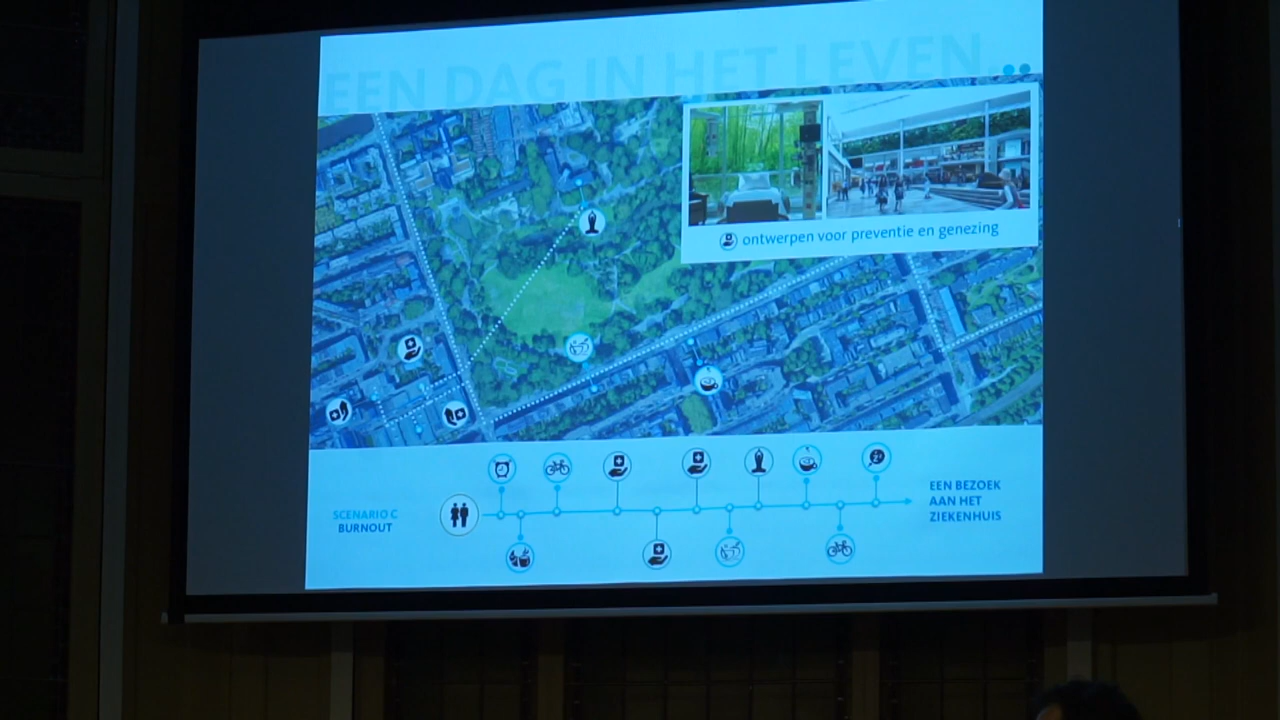 EEN DAG IN HET LEVEN...
ontwerpen voor preventie en genezing
SCENARIO C
BURNOUT
EEN BEZOEK
AAN HET
ZIEKENHUIS